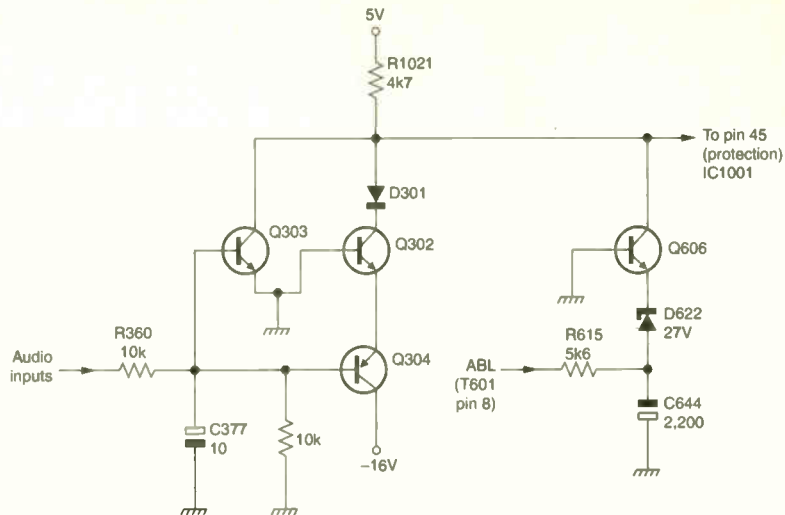 5V
R1021
4k7
To pin 45
(protection)
IC1001
D301
Q303
Q302
Q606
D622
27V
R360
10k
Q304
R615
5k6
Audio
inputs
ABL
(T601
pin 8)
C377
10
10k
C644
2,200
–16V